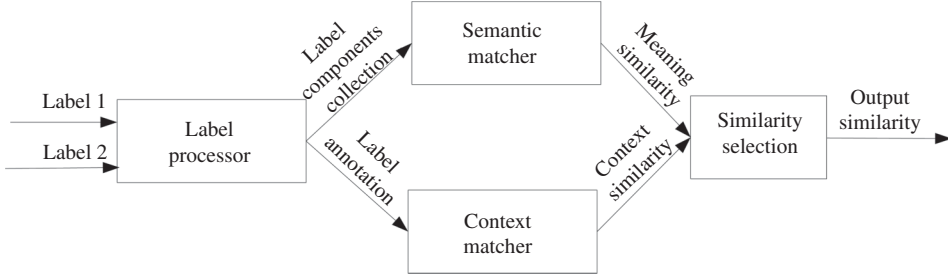 Label 1
Label 2
Label
processor
Label
components
collection
Label
annotation
Semantic
matcher
Context
matcher
Meaning
similarity
Context
similarity
Similarity
selection
Output
similarity